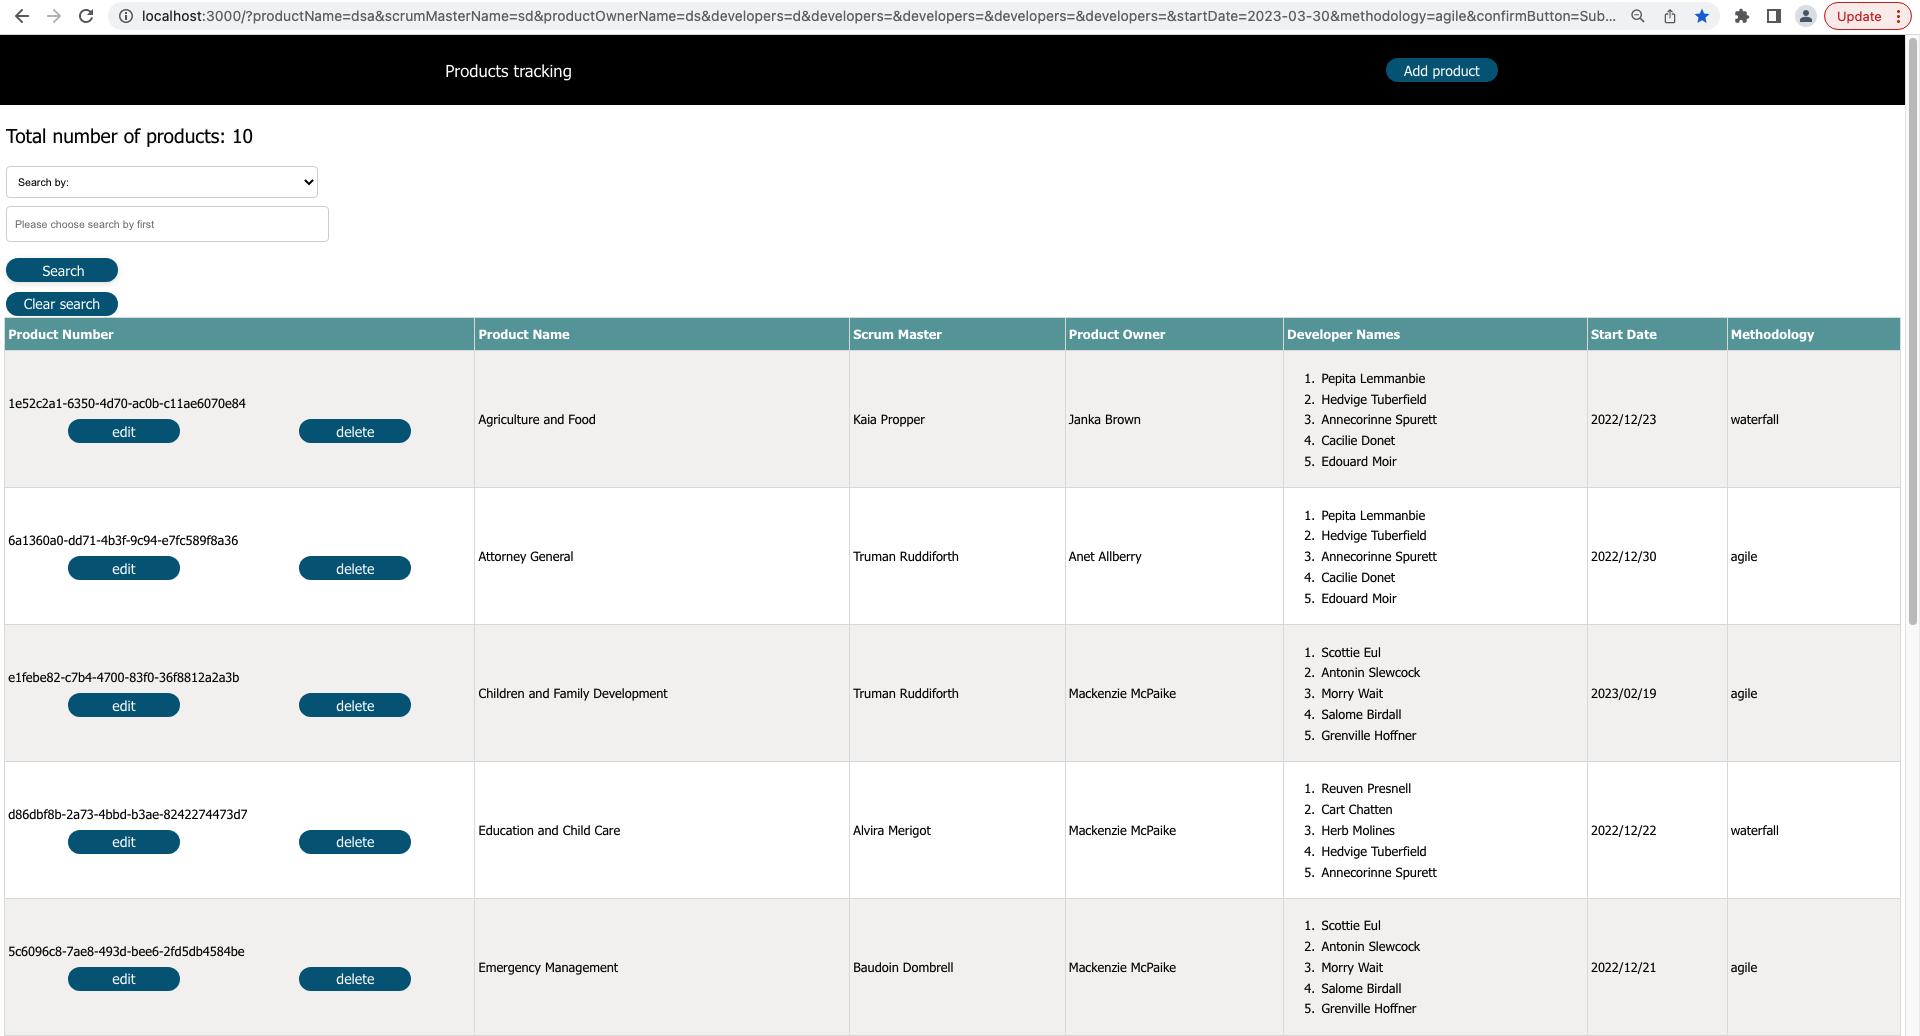 localhost:3000/?productName=dsa&scrumMasterName=sd&productOwnerName=ds&developers=d&developers=&developers=&developers=&developers=&startDate=2023-03-30&methodology=agile&confirmButton=Sub...
Update
Products tracking
Add product
Total number of products: 10
Search by:
Please choose search by first
Search
Clear search
Product Number Product Name Scrum Master Product Owner Developer Names Start Date Methodology
1e52c2a1-6350-4d70-ac0b-c11ae6070e84
edit delete
Agriculture and Food
Kaia Propper
Janka Brown
1. Pepita Lemmanbie
2. Hedvige Tuberfield
3. Annecorinne Spurett
4. Cacilie Donet
5. Edouard Moir
2022/12/23
waterfall
6a1360a0-dd71-4b3f-9c94-e7fc589f8a36
edit delete
Attorney General
Truman Ruddiforth
Anet Allberry
1. Pepita Lemmanbie
2. Hedvige Tuberfield
3. Annecorinne Spurett
4. Cacilie Donet
5. Edouard Moir
2022/12/30
agile
e1febe82-c7b4-4700-83f0-36f8812a2a3b
edit delete
Children and Family Development
Truman Ruddiforth
Mackenzie McPaike
1. Scottie Eul
2. Antonin Slewcock
3. Morry Wait
4. Salome Birdall
5. Grenville Hoffner
2023/02/19
agile
d86dbf8b-2a73-4bbd-b3ae-8242274473d7
edit delete
Education and Child Care
Alvira Merigot
Mackenzie McPaike
1. Reuven Presnell
2. Cart Chatten
3. Herb Molines
4. Hedvige Tuberfield
5. Annecorinne Spurett
2022/12/22
waterfall
5c6096c8-7ae8-493d-bee6-2fd5db4584be
edit delete
Emergency Management
Baudoin Dombrell
Mackenzie McPaike
1. Scottie Eul
2. Antonin Slewcock
3. Morry Wait
4. Salome Birdall
5. Grenville Hoffner
2022/12/21
agile